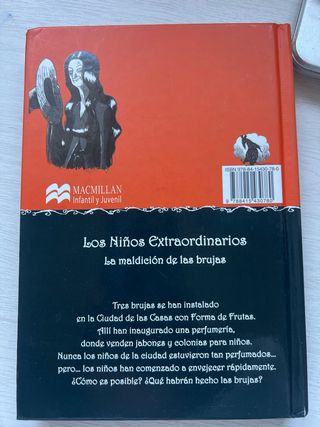 MACMILLAN
Infantil y Juvenil
ISBN 978-84-15430-78-0
9 788415 430780
Los Niños Extraordinarios
La maldición de las brujas
Tres brujas se han instalado
en la Ciudad de las Casas con Forma de Frutas.
Allí han inaugurado una perfumería,
donde venden jabones y colonias para niños.
Nunca los niños de la ciudad estuvieron tan perfumados...
pero... los niños han comenzado a envejecer rápidamente.
¿Cómo es posible? ¿Qué habrán hecho las brujas?